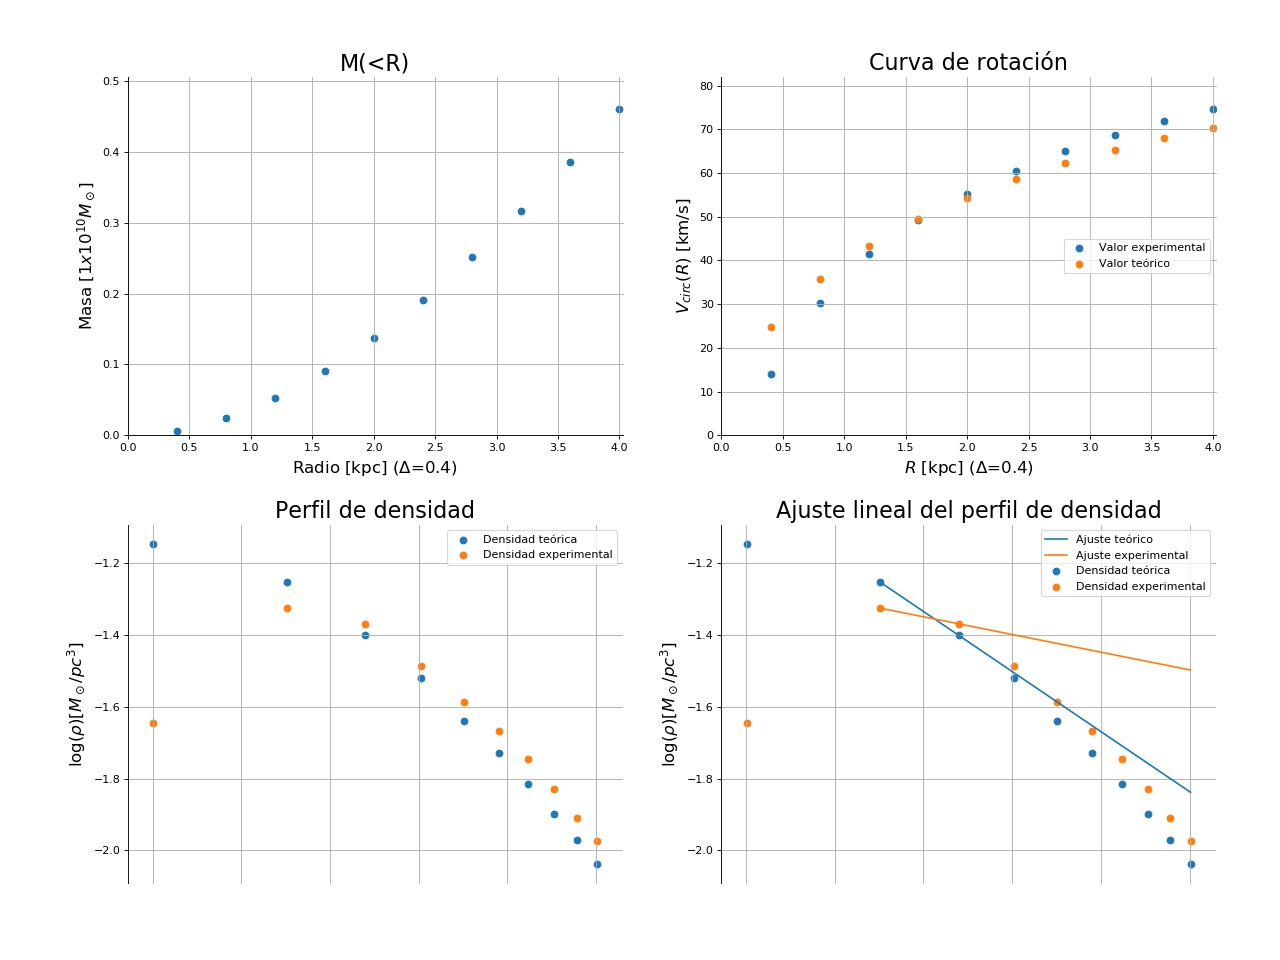 M(<R)
0.5
0.4
0.3
0.2
0.1
0.0
Masa [1x10^{10}M_⊙]
0.0 0.5 1.0 1.5 2.0 2.5 3.0 3.5 4.0
Radio [kpc] (Δ=0.4)
Curva de rotación
80
70
60
50
40
30
20
10
0
V_{circ}(R) [km/s]
Valor experimental
Valor teórico
0.0 0.5 1.0 1.5 2.0 2.5 3.0 3.5 4.0
R [kpc] (Δ=0.4)
Perfil de densidad
Densidad teórica
Densidad experimental
−1.2
−1.4
−1.6
−1.8
−2.0
log(ρ)[M_⊙/pc^3]
Ajuste lineal del perfil de densidad
Ajuste teórico
Ajuste experimental
Densidad teórica
Densidad experimental
−1.2
−1.4
−1.6
−1.8
−2.0
log(ρ)[M_⊙/pc^3]